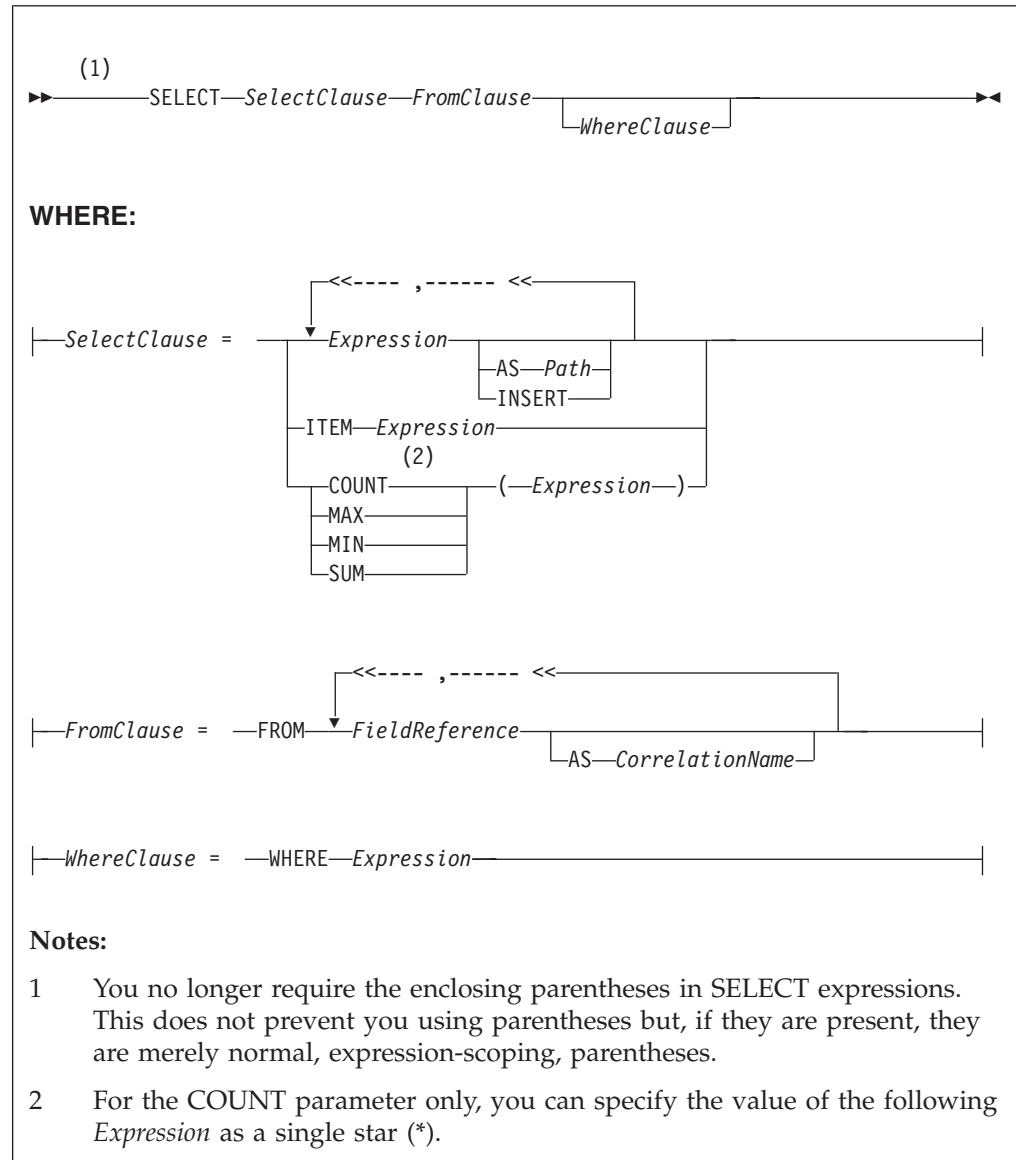 (1)
SELECT SelectClause FromClause
WhereClause
WHERE:
<<---- ,------ <<
SelectClause = Expression
AS Path
INSERT
ITEM Expression
(2)
COUNT ( Expression )
MAX
MIN
SUM
<<---- ,------ <<
FromClause = FROM FieldReference
AS CorrelationName
WhereClause = WHERE Expression
Notes:
1 You no longer require the enclosing parentheses in SELECT expressions.
This does not prevent you using parentheses but, if they are present, they
are merely normal, expression-scoping, parentheses.
2 For the COUNT parameter only, you can specify the value of the following
Expression as a single star (*).